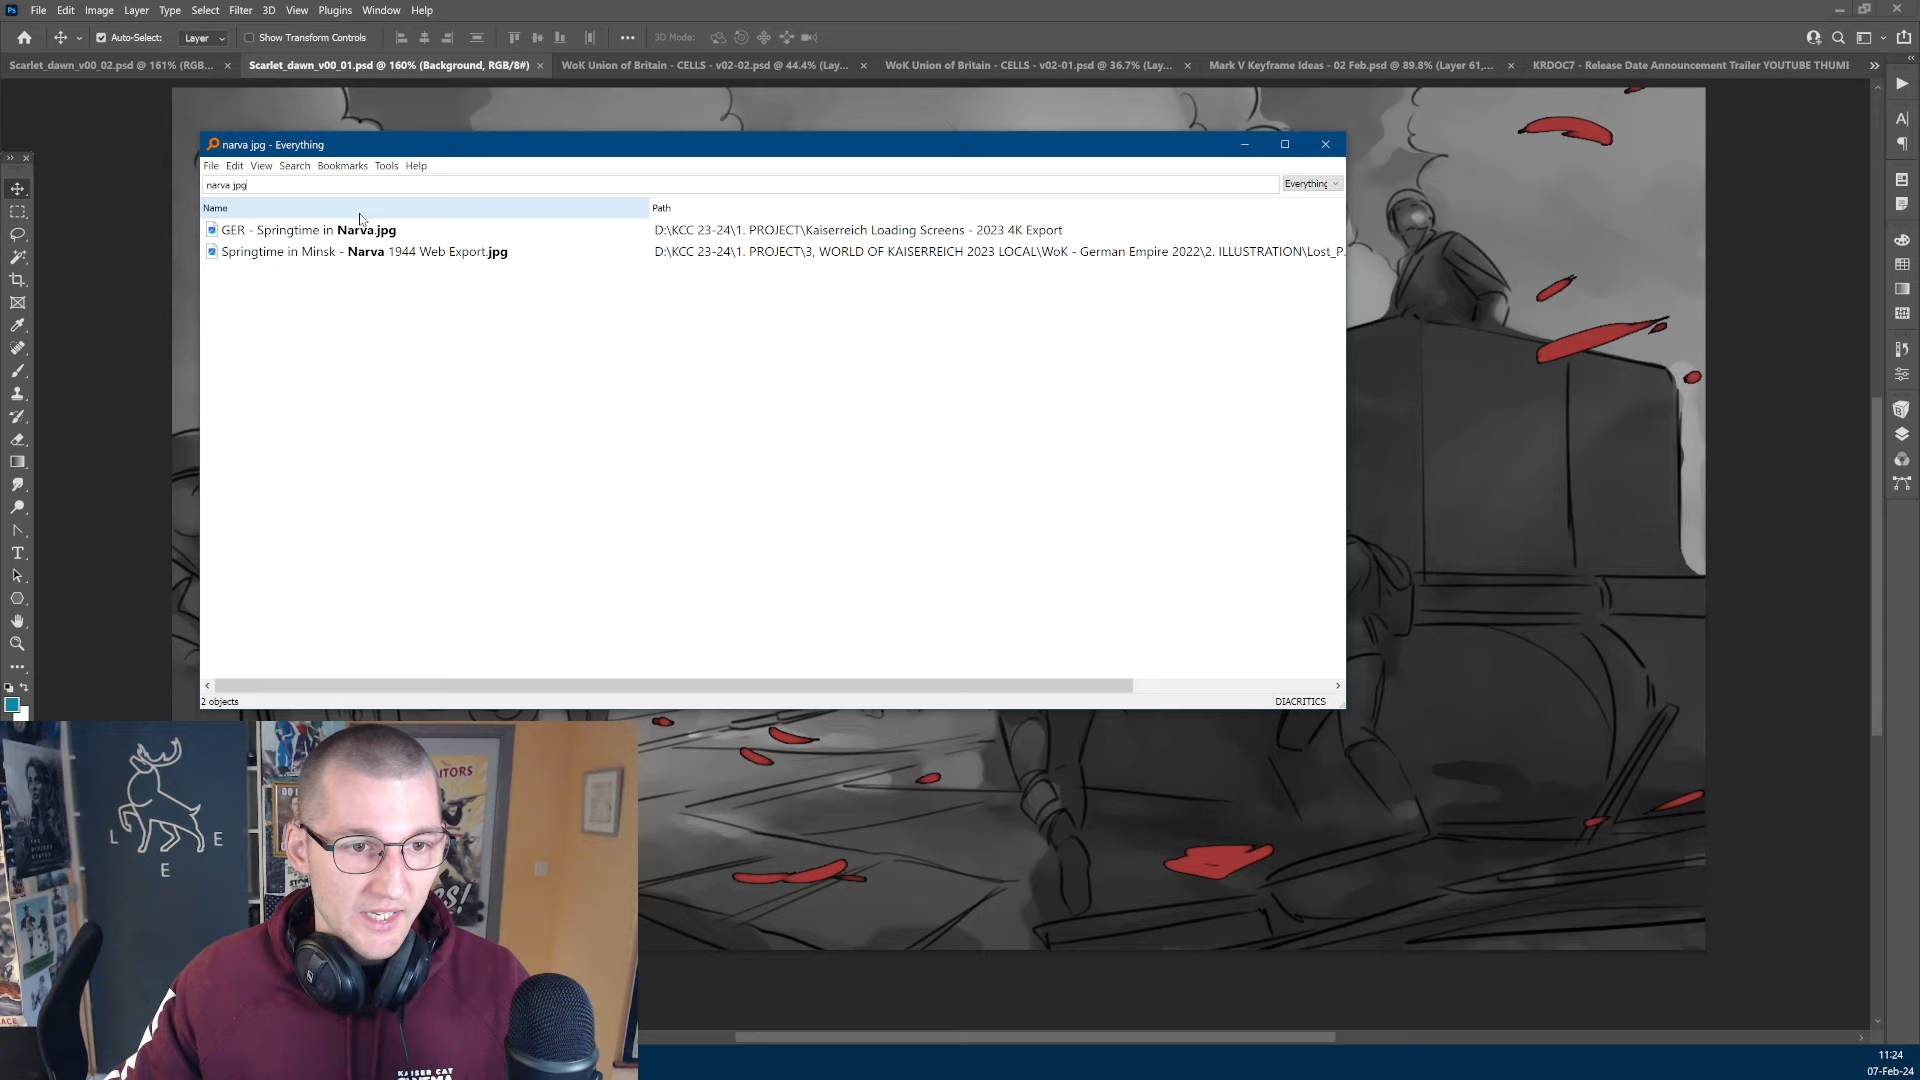 Ps File Edit Image Layer Type Select Filter 3D View Plugins Window Help
Auto-Select: Layer Show Transform Controls 3D Mode:
Scarlet_dawn_v00_02.psd @ 161% (RGB... × Scarlet_dawn_v00_01.psd @ 160% (Background, RGB/8#) × WoK Union of Britain - CELLS - v02-02.psd @ 44.4% (Lay... × WoK Union of Britain - CELLS - v02-01.psd @ 36.7% (Lay... × Mark V Keyframe Ideas - 02 Feb.psd @ 89.8% (Layer 61,... × KRDOC7 - Release Date Announcement Trailer YOUTUBE THUMI
narva jpg - Everything
File Edit View Search Bookmarks Tools Help
narva jpg Everything
Name Path
GER - Springtime in Narva.jpg D:\KCC 23-24\1. PROJECT\Kaiserreich Loading Screens - 2023 4K Export
Springtime in Minsk - Narva 1944 Web Export.jpg D:\KCC 23-24\1. PROJECT\3, WORLD OF KAISERREICH 2023 LOCAL\WoK - German Empire 2022\2. ILLUSTRATION\Lost_P...
2 objects DIACRITICS
L E
E
KAISER CAT
CINEMA
11:24
07-Feb-24